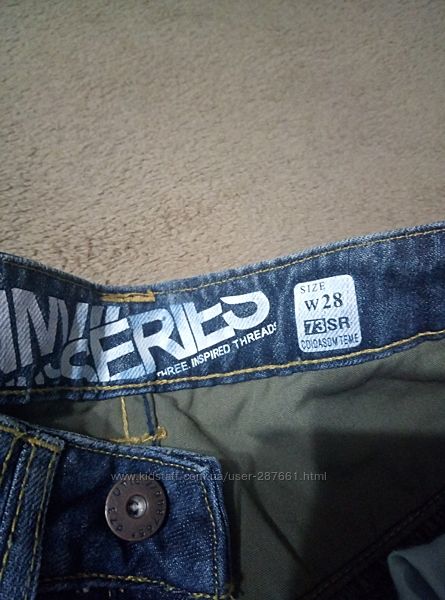 SERIES
THREE INSPIRED THREADS
SIZE
W28
73SR
www.kidstaff.com.ua/user-287661.html